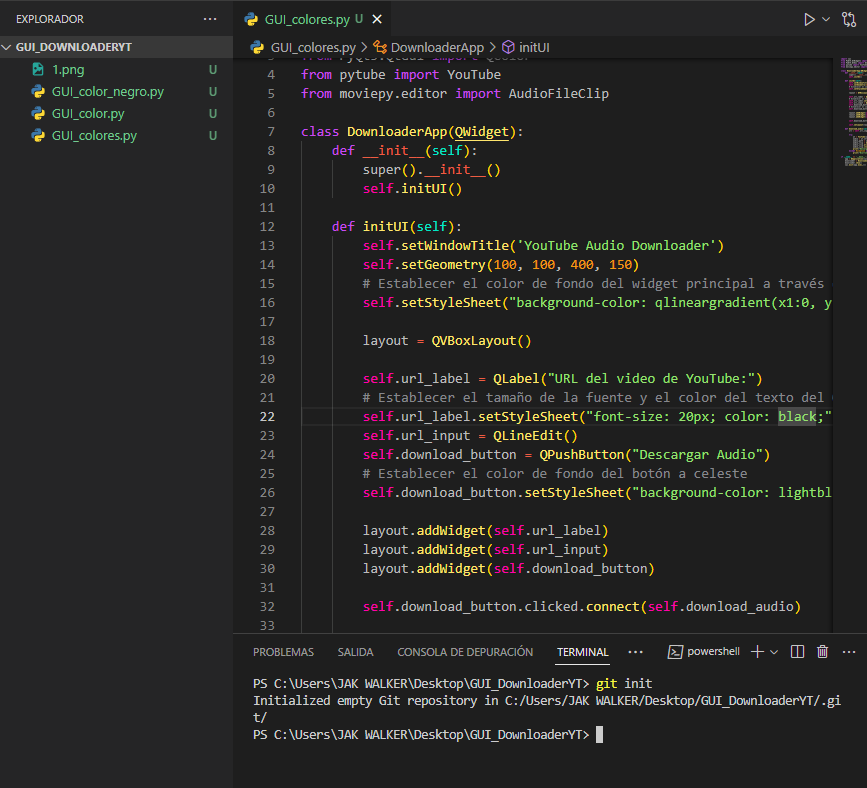 EXPLORADOR
GUI_DOWNLOADERYT
1.png U
GUI_color_negro.py U
GUI_color.py U
GUI_colores.py U
GUI_colores.py U
GUI_colores.py > DownloaderApp > initUI
4 from pytube import YouTube
5 from moviepy.editor import AudioFileClip
6
7 class DownloaderApp(QWidget):
8 def __init__(self):
9 super().__init__()
10 self.initUI()
11
12 def initUI(self):
13 self.setWindowTitle('YouTube Audio Downloader')
14 self.setGeometry(100, 100, 400, 150)
15 # Establecer el color de fondo del widget principal a través
16 self.setStyleSheet("background-color: qlineargradient(x1:0, y
17
18 layout = QVBoxLayout()
19
20 self.url_label = QLabel("URL del video de YouTube:")
21 # Establecer el tamaño de la fuente y el color del texto del
22 self.url_label.setStyleSheet("font-size: 20px; color: black;"
23 self.url_input = QLineEdit()
24 self.download_button = QPushButton("Descargar Audio")
25 # Establecer el color de fondo del botón a celeste
26 self.download_button.setStyleSheet("background-color: lightbl
27
28 layout.addWidget(self.url_label)
29 layout.addWidget(self.url_input)
30 layout.addWidget(self.download_button)
31
32 self.download_button.clicked.connect(self.download_audio)
33
PROBLEMAS SALIDA CONSOLA DE DEPURACIÓN TERMINAL powershell
PS C:\Users\JAK WALKER\Desktop\GUI_DownloaderYT> git init
Initialized empty Git repository in C:/Users/JAK WALKER/Desktop/GUI_DownloaderYT/.gi
t/
PS C:\Users\JAK WALKER\Desktop\GUI_DownloaderYT>